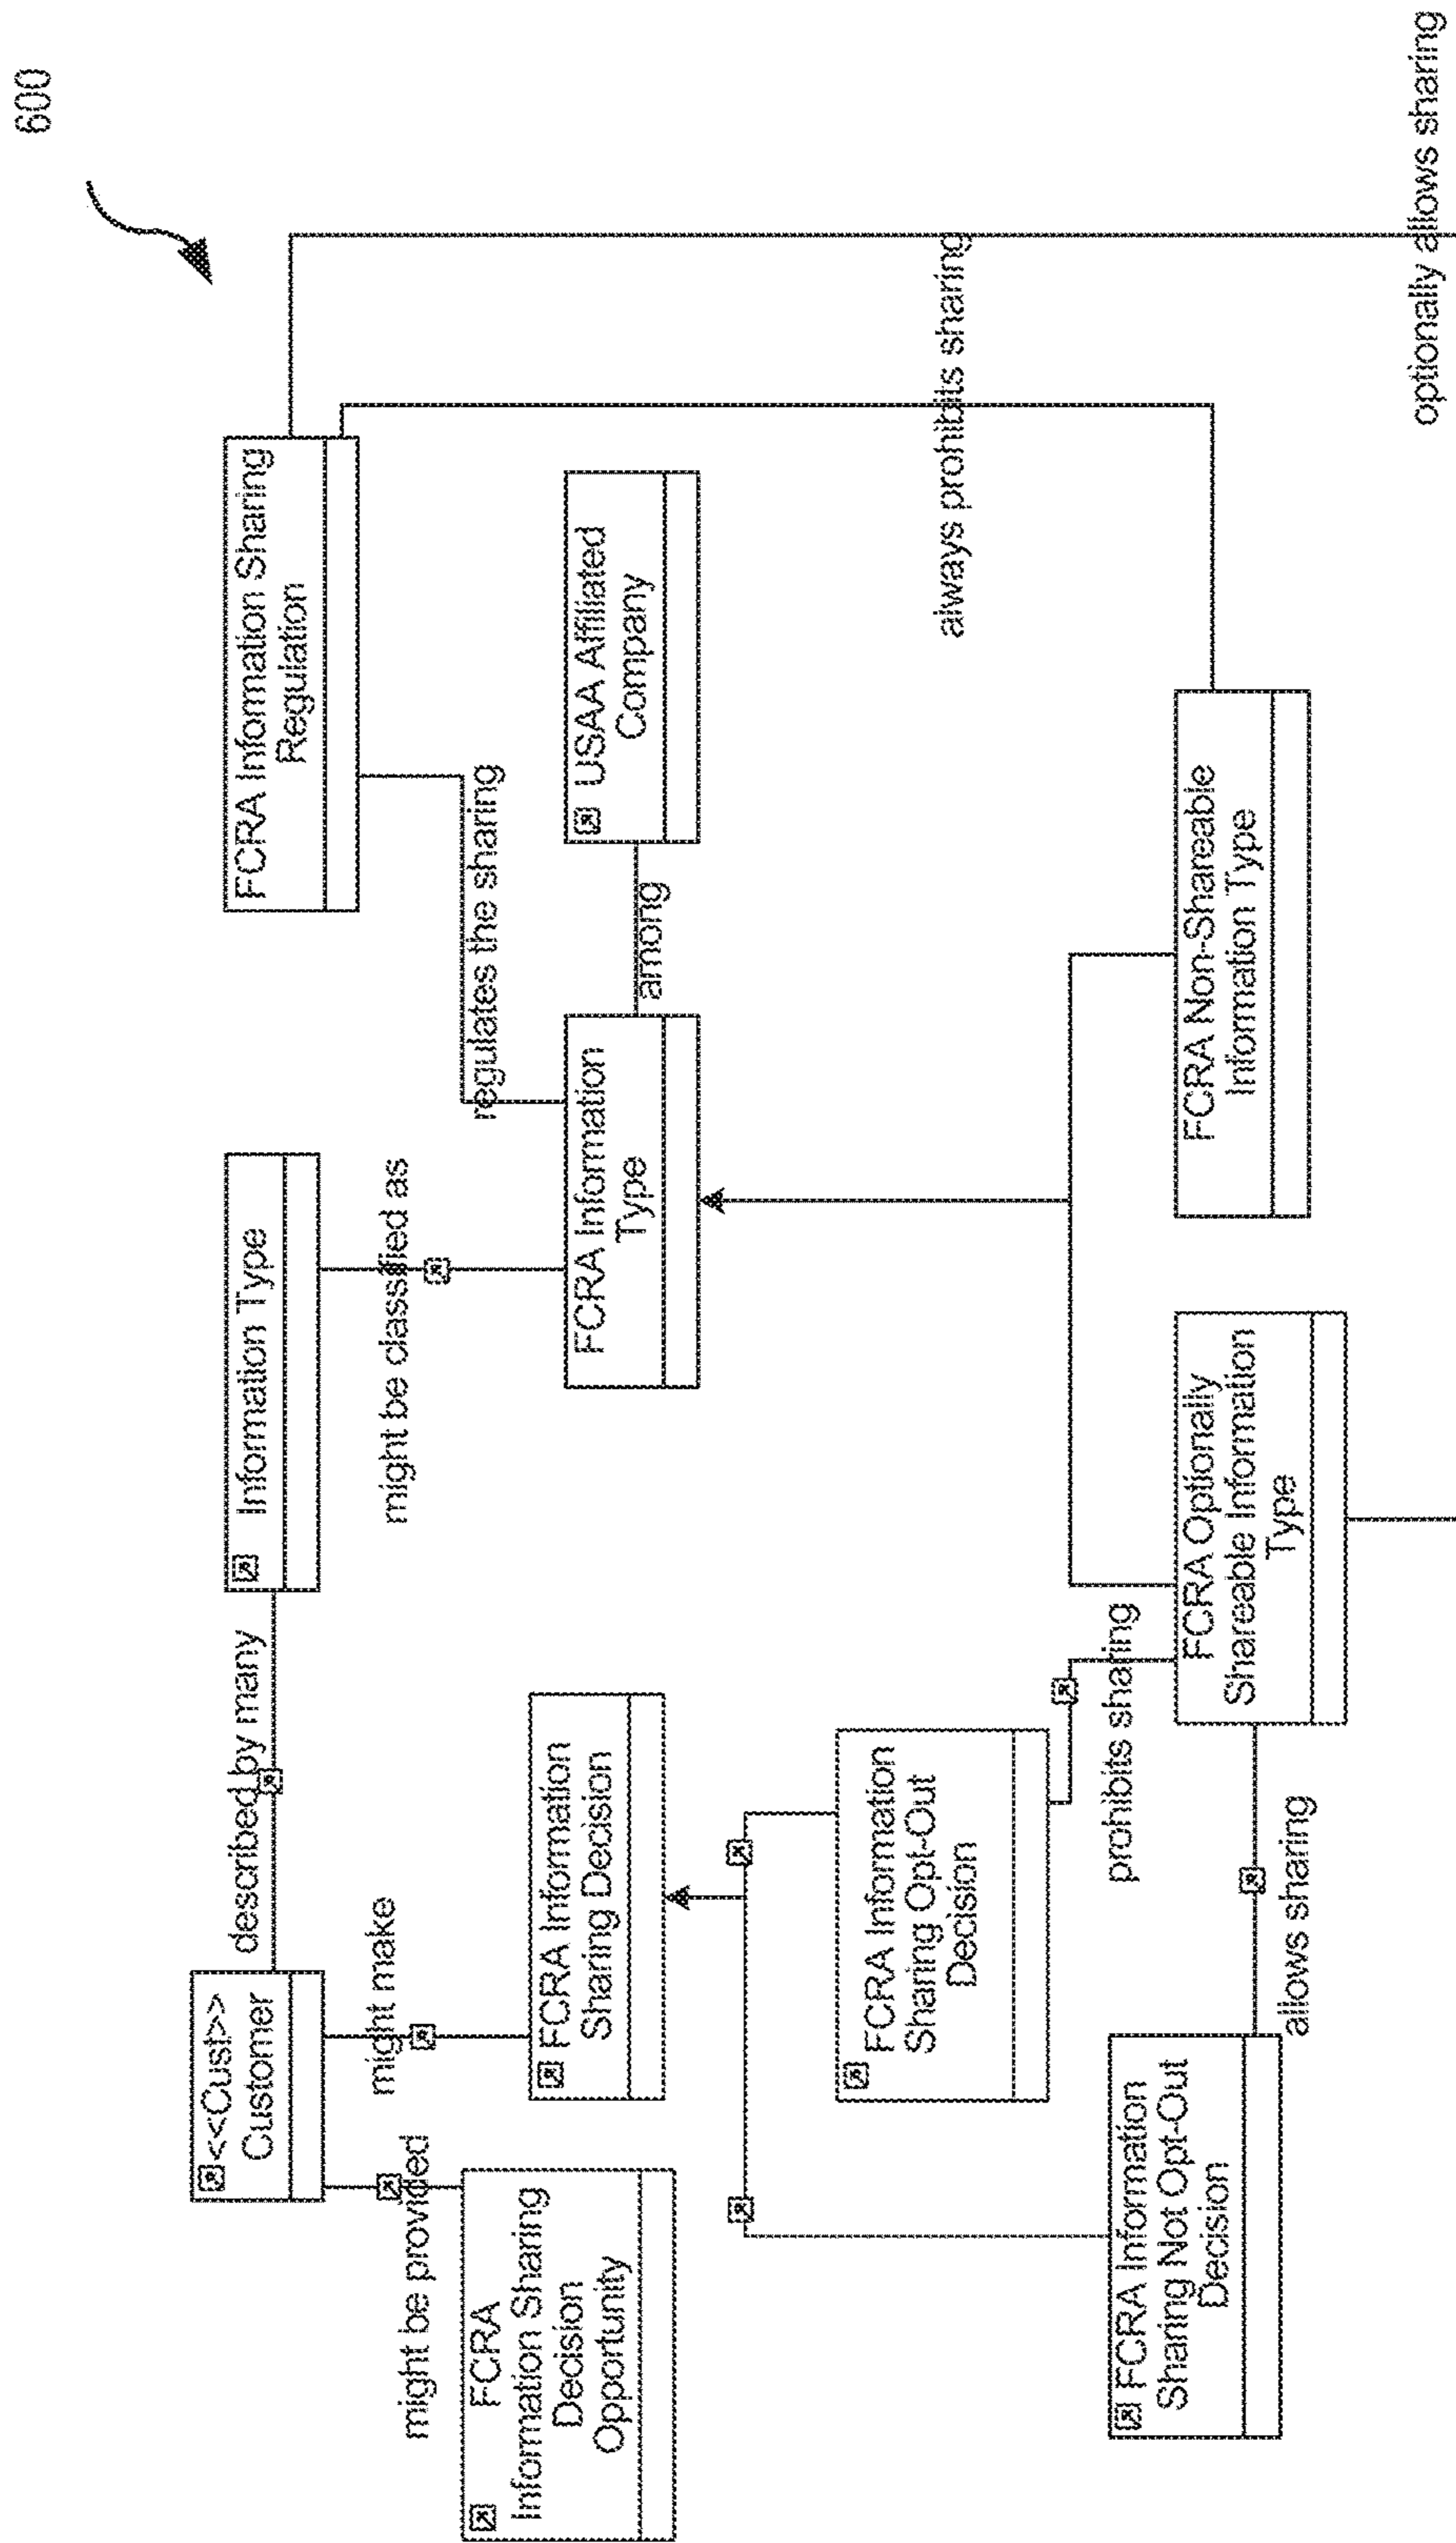 600
<<Cust>>
Customer
described by many
Information Type
FCRA Information Sharing
Regulation
might be provided
might make
might be classified as
regulates the sharing
FCRA
Information Sharing
Decision
Opportunity
FCRA Information
Sharing Decision
FCRA Information
Type
among
USAA Affiliated
Company
FCRA Information
Sharing Opt-Out
Decision
always prohibits sharing
prohibits sharing
FCRA Information
Sharing Not Opt-Out
Decision
allows sharing
FCRA Optionally
Shareable Information
Type
FCRA Non-Shareable
Information Type
optionally allows sharing